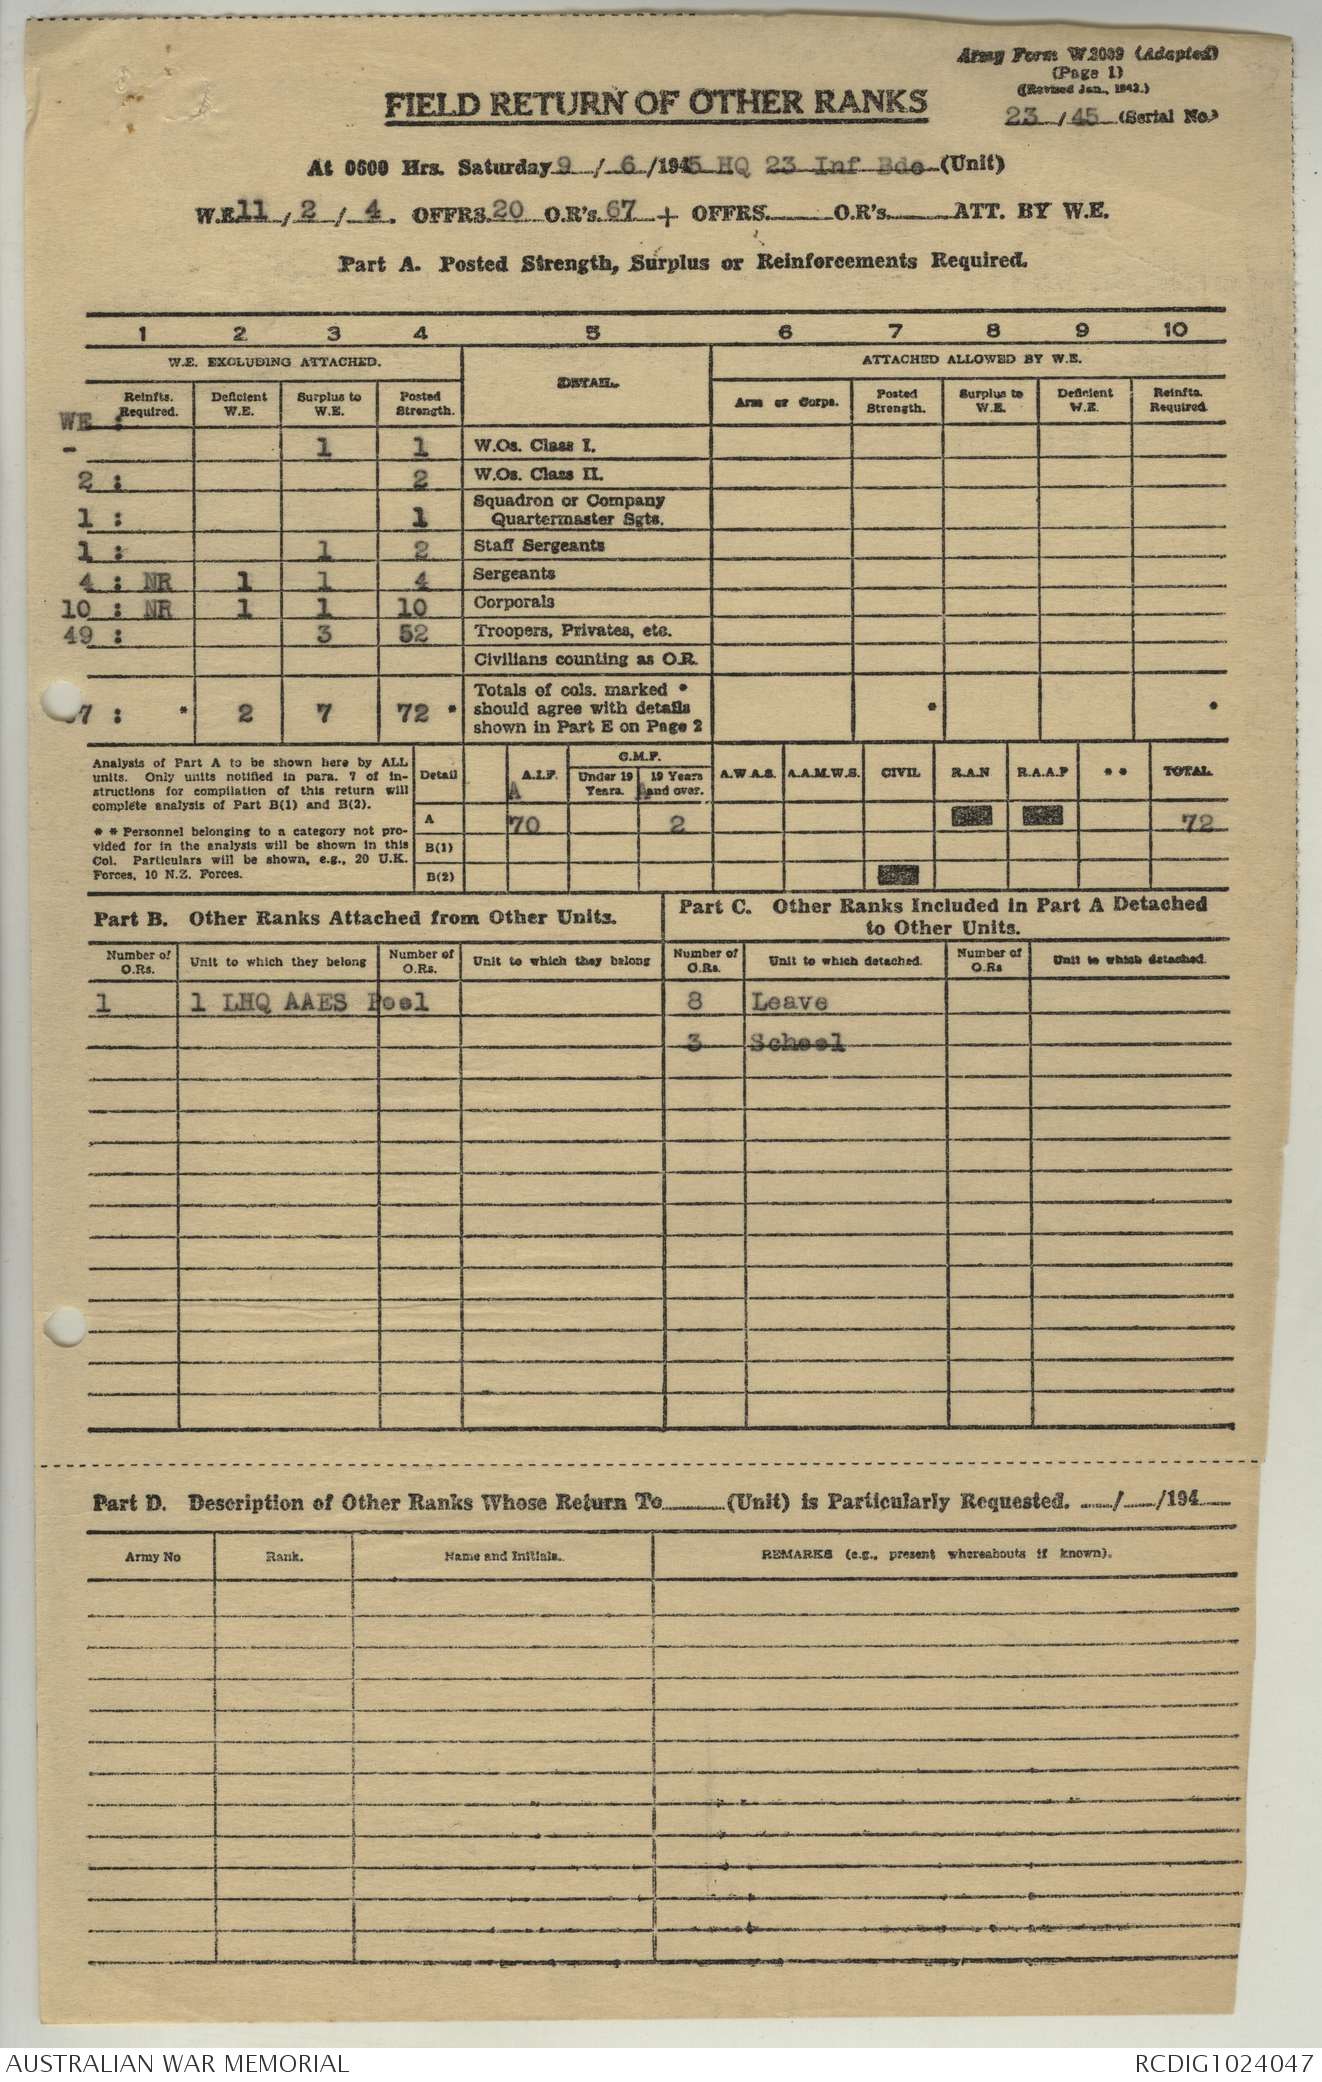 Army Form W.3009 (Adapted)
(Page 1)
(Revised Jan., 1943.)
23 / 45 (Serial No.)
FIELD RETURN OF OTHER RANKS
At 0600 Hrs. Saturday 9 / 6 /1945 HQ 23 Inf Bde (Unit)
W.E. 11 / 2 / 4. OFFRS. 20 O.R's. 67 + OFFRS. O.R's. ATT. BY W.E.
Part A. Posted Strength, Surplus or Reinforcements Required.
1 2 3 4 5 6 7 8 9 10
W.E. EXCLUDING ATTACHED. DETAIL. ATTACHED ALLOWED BY W.E.
WE : Reinfts. Required. Deficient W.E. Surplus to W.E. Posted Strength. Arm or Corps. Posted Strength. Surplus to W.E. Deficient W.E. Reinfts. Required
- 1 1 W.Os. Class I.
2 : 2 W.Os. Class II.
1 : 1 Squadron or Company Quartermaster Sgts.
1 : 1 2 Staff Sergeants
4 : NR 1 1 4 Sergeants
10 : NR 1 1 10 Corporals
49 : 3 52 Troopers, Privates, etc.
Civilians counting as O.R.
7 : * 2 7 72 * Totals of cols. marked * should agree with details shown in Part E on Page 2 * *
Analysis of Part A to be shown here by ALL
units. Only units notified in para. 7 of in-
structions for compilation of this return will
complete analysis of Part B(1) and B(2).
* * Personnel belonging to a category not pro-
vided for in the analysis will be shown in this
Col. Particulars will be shown, e.g., 20 U.K.
Forces, 10 N.Z. Forces.
Detail A.I.F. C.M.F. Under 19 Years. 19 Years and over. A.W.A.S. A.A.M.W.S. CIVIL R.A.N R.A.A.F * * TOTAL.
A
A 70 2 72
B(1)
B(2)
Part B. Other Ranks Attached from Other Units.
Part C. Other Ranks Included in Part A Detached
to Other Units.
Number of O.Rs. Unit to which they belong Number of O.Rs. Unit to which they belong Number of O.Rs. Unit to which detached. Number of O.Rs Unit to which detached.
1 1 LHQ AAES Pool 8 Leave
3 School
Part D. Description of Other Ranks Whose Return To (Unit) is Particularly Requested. / /194
Army No Rank. Name and Initials. REMARKS (e.g., present whereabouts if known).
AUSTRALIAN WAR MEMORIAL
RCDIG1024047